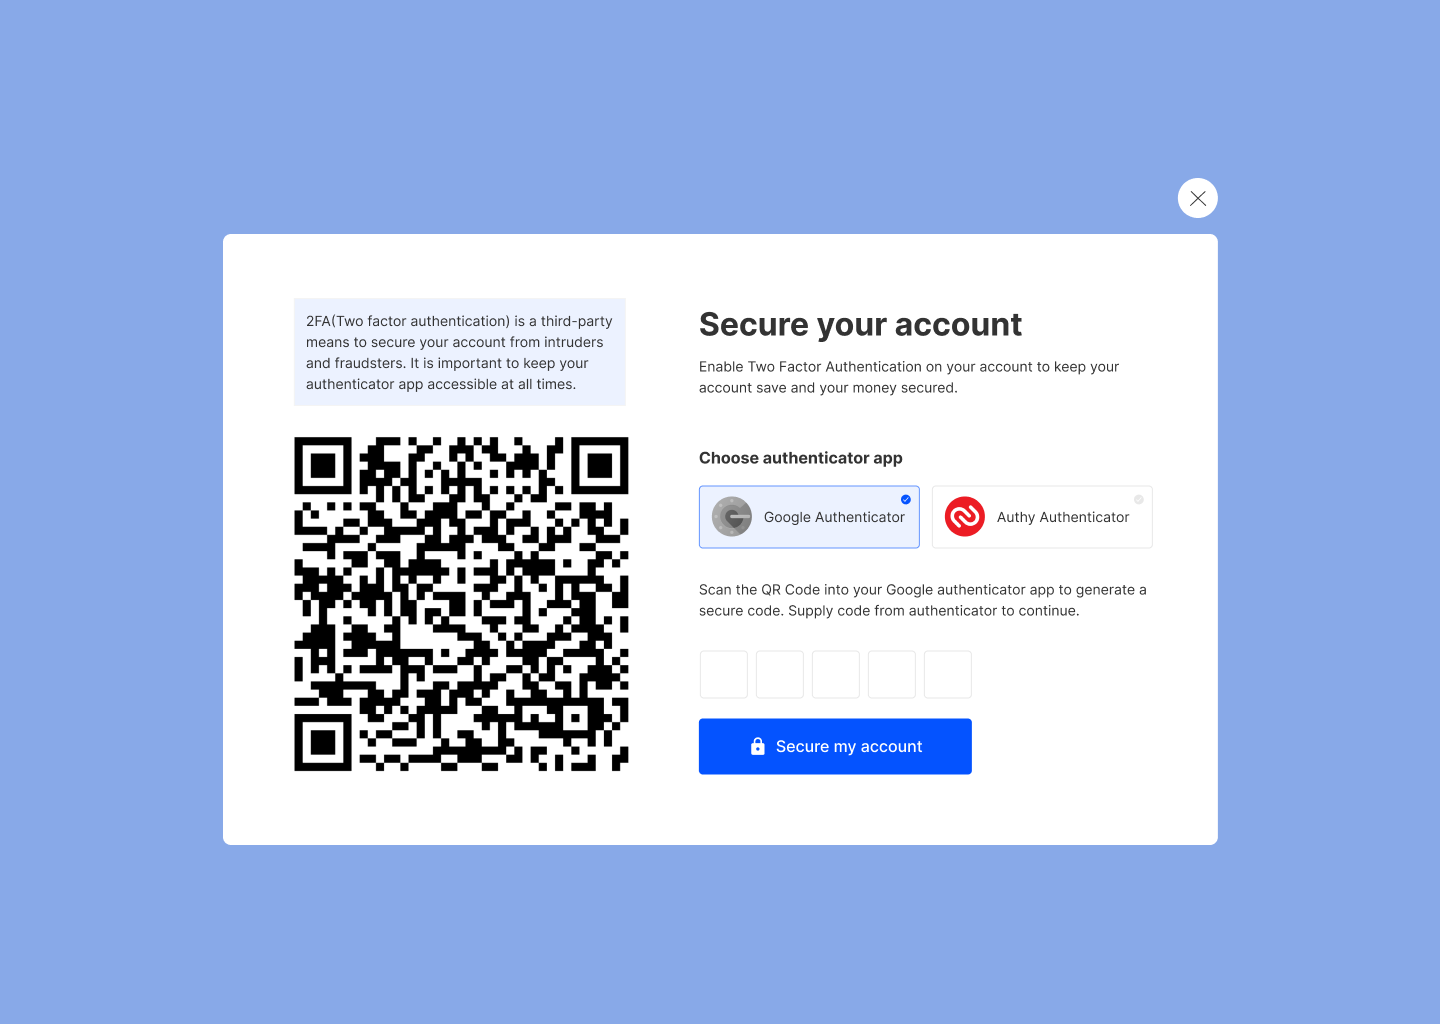 2FA(Two factor authentication) is a third-party
means to secure your account from intruders
and fraudsters. It is important to keep your
authenticator app accessible at all times.
Secure your account
Enable Two Factor Authentication on your account to keep your
account save and your money secured.
Choose authenticator app
Google Authenticator
Authy Authenticator
Scan the QR Code into your Google authenticator app to generate a
secure code. Supply code from authenticator to continue.
Secure my account